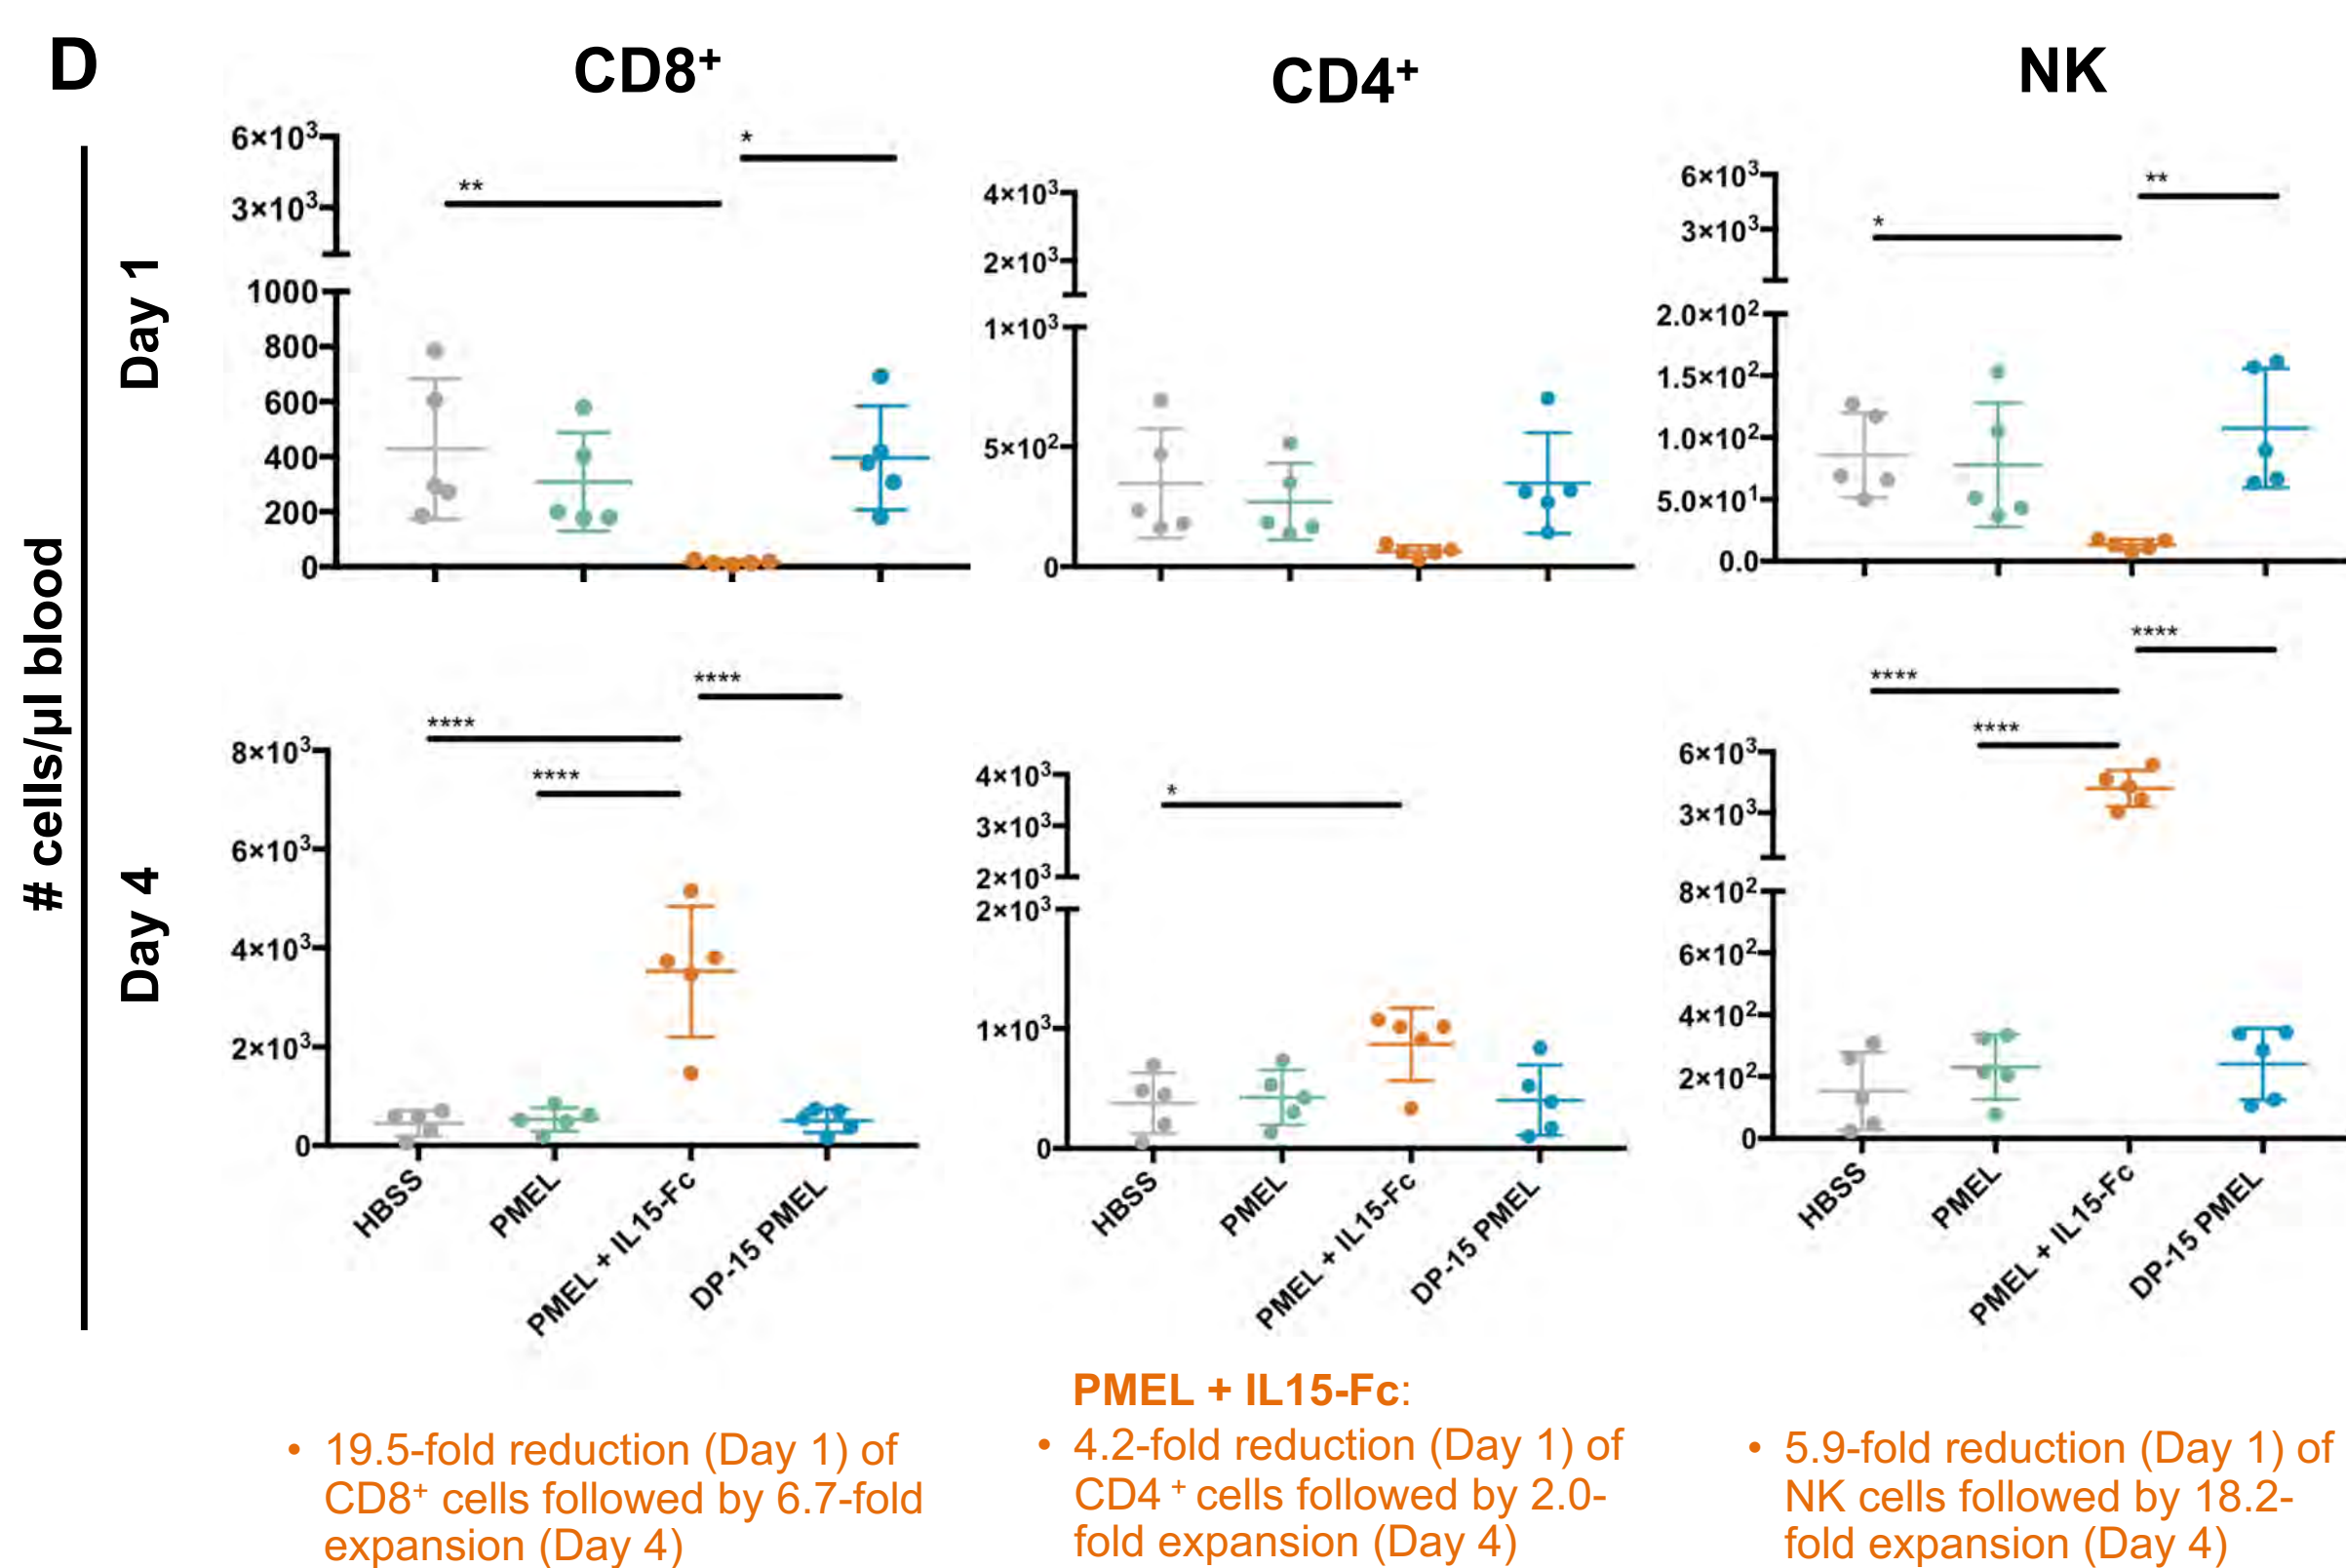 D
CD8⁺
CD4⁺
NK
# cells/µl blood
Day 1
6×10³
3×10³
1000
800
600
400
200
0
**
*
4×10³
2×10³
1×10³
5×10²
0
6×10³
3×10³
2.0×10²
1.5×10²
1.0×10²
5.0×10¹
0.0
*
**
Day 4
8×10³
6×10³
4×10³
2×10³
0
****
****
****
HBSS
PMEL
PMEL + IL15-Fc
DP-15 PMEL
4×10³
3×10³
2×10³
2×10³
1×10³
0
*
HBSS
PMEL
PMEL + IL15-Fc
DP-15 PMEL
6×10³
3×10³
8×10²
6×10²
4×10²
2×10²
0
****
****
****
HBSS
PMEL
PMEL + IL15-Fc
DP-15 PMEL
• 19.5-fold reduction (Day 1) of
CD8⁺ cells followed by 6.7-fold
expansion (Day 4)
PMEL + IL15-Fc:
• 4.2-fold reduction (Day 1) of
CD4 ⁺ cells followed by 2.0-
fold expansion (Day 4)
• 5.9-fold reduction (Day 1) of
NK cells followed by 18.2-
fold expansion (Day 4)